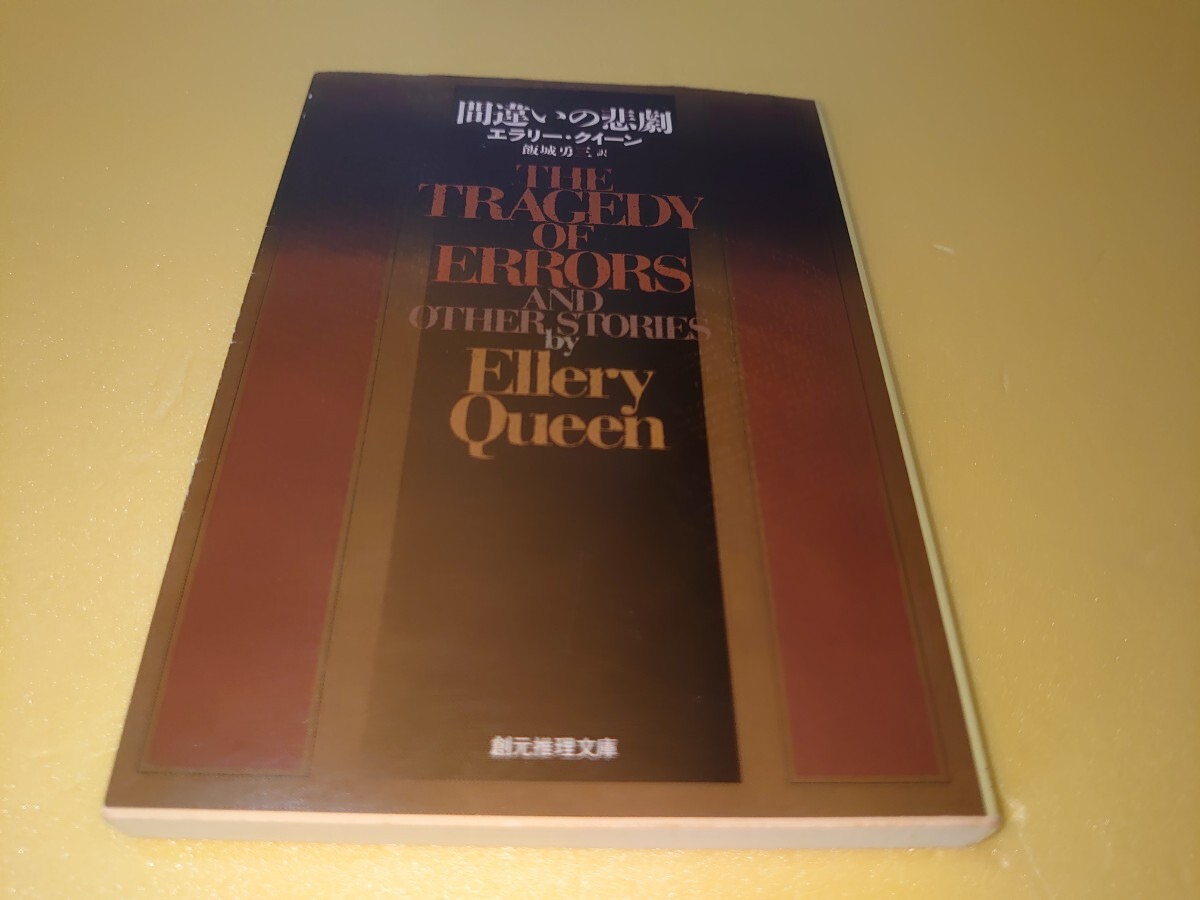 間違いの悲劇
エラリー・クイーン
飯城勇三 訳
THE
TRAGEDY
OF
ERRORS
AND
OTHER STORIES
by
Ellery
Queen
創元推理文庫